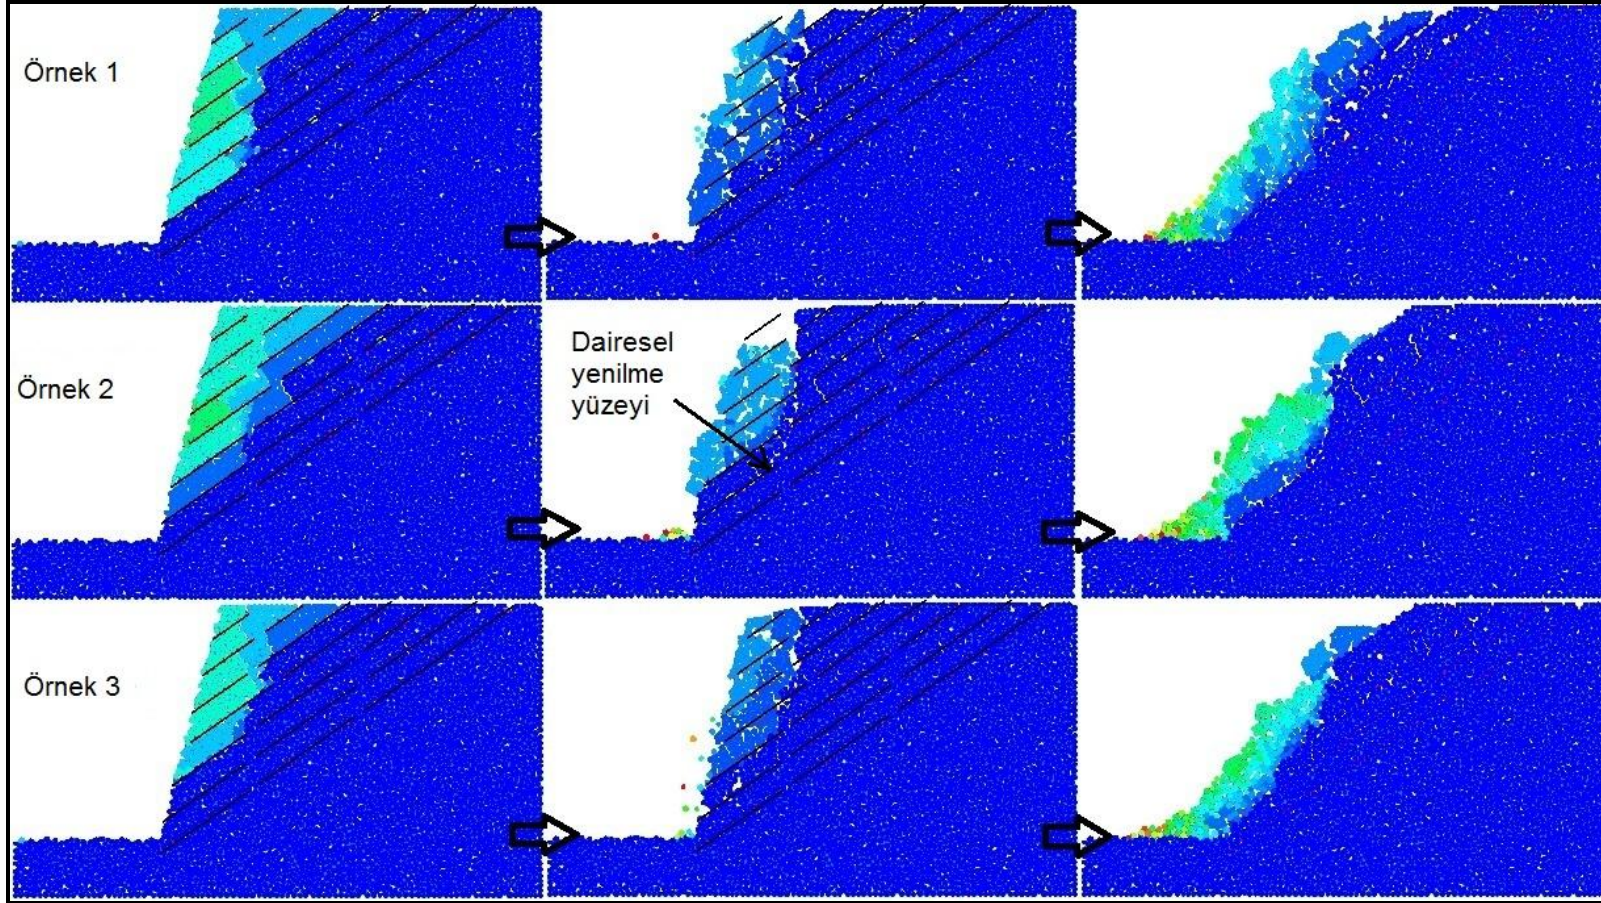 Örnek 1
Örnek 2
Dairesel
yenilme
yüzeyi
Örnek 3